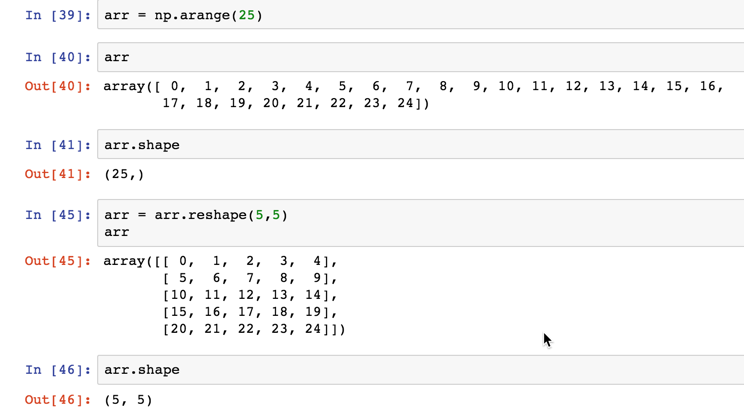 In [39]: arr = np.arange(25)
In [40]: arr
Out[40]: array([ 0,  1,  2,  3,  4,  5,  6,  7,  8,  9, 10, 11, 12, 13, 14, 15, 16,
       17, 18, 19, 20, 21, 22, 23, 24])
In [41]: arr.shape
Out[41]: (25,)
In [45]: arr = arr.reshape(5,5)
arr
Out[45]: array([[ 0,  1,  2,  3,  4],
       [ 5,  6,  7,  8,  9],
       [10, 11, 12, 13, 14],
       [15, 16, 17, 18, 19],
       [20, 21, 22, 23, 24]])
In [46]: arr.shape
Out[46]: (5, 5)